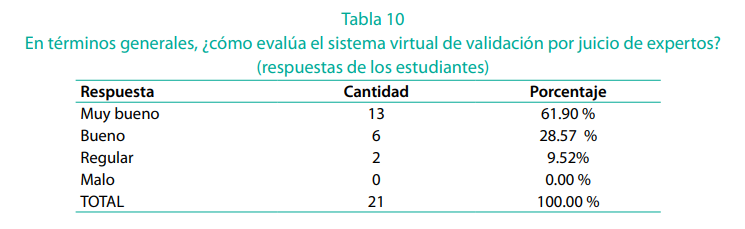 Tabla 10
En términos generales, ¿cómo evalúa el sistema virtual de validación por juicio de expertos?
(respuestas de los estudiantes)
Respuesta Cantidad Porcentaje
Muy bueno 13 61.90 %
Bueno 6 28.57 %
Regular 2 9.52%
Malo 0 0.00 %
TOTAL 21 100.00 %